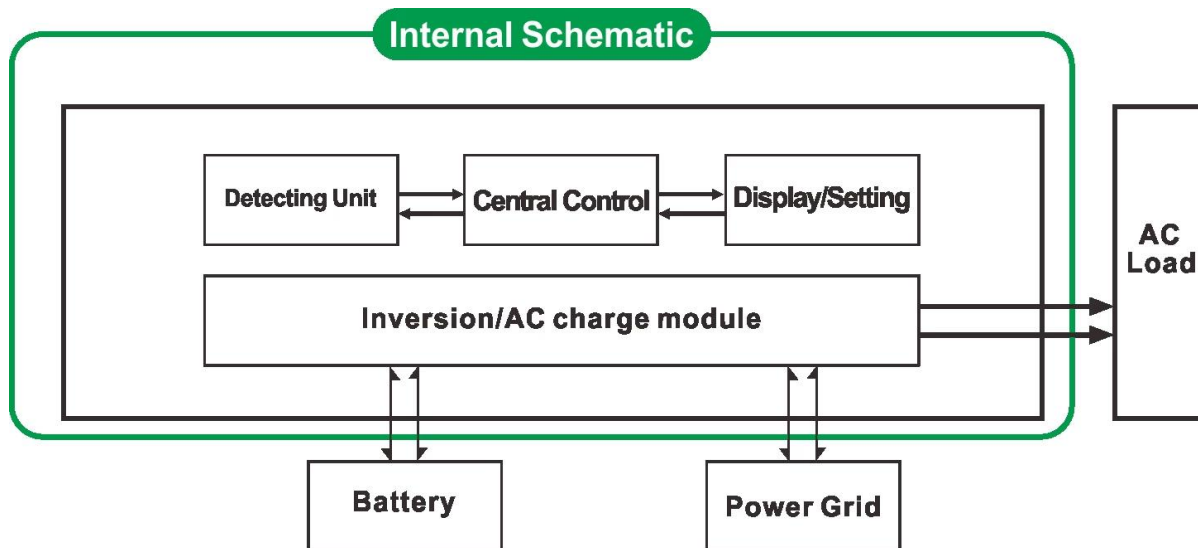 Internal Schematic
Detecting Unit
Central Control
Display/Setting
AC
Load
Inversion/AC charge module
Battery
Power Grid